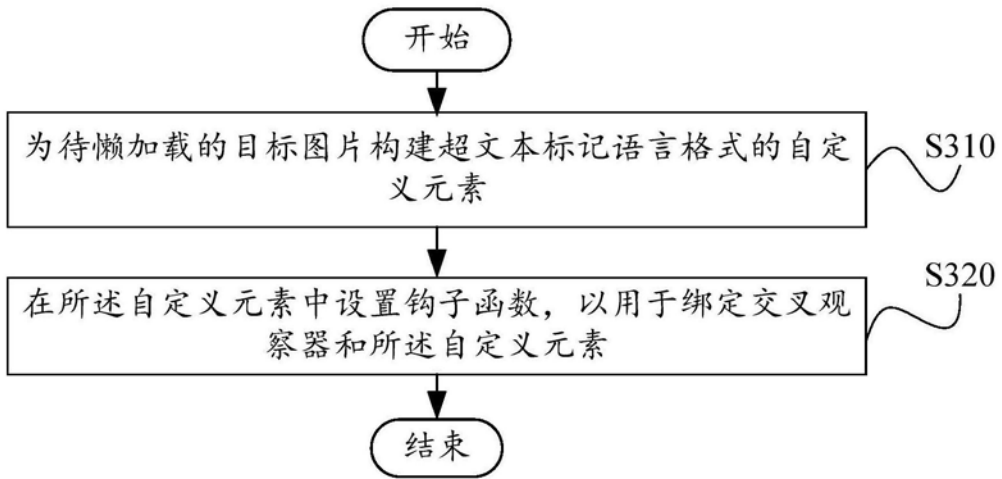 开始
为待懒加载的目标图片构建超文本标记语言格式的自定
义元素
S310
在所述自定义元素中设置钩子函数，以用于绑定交叉观
察器和所述自定义元素
S320
结束